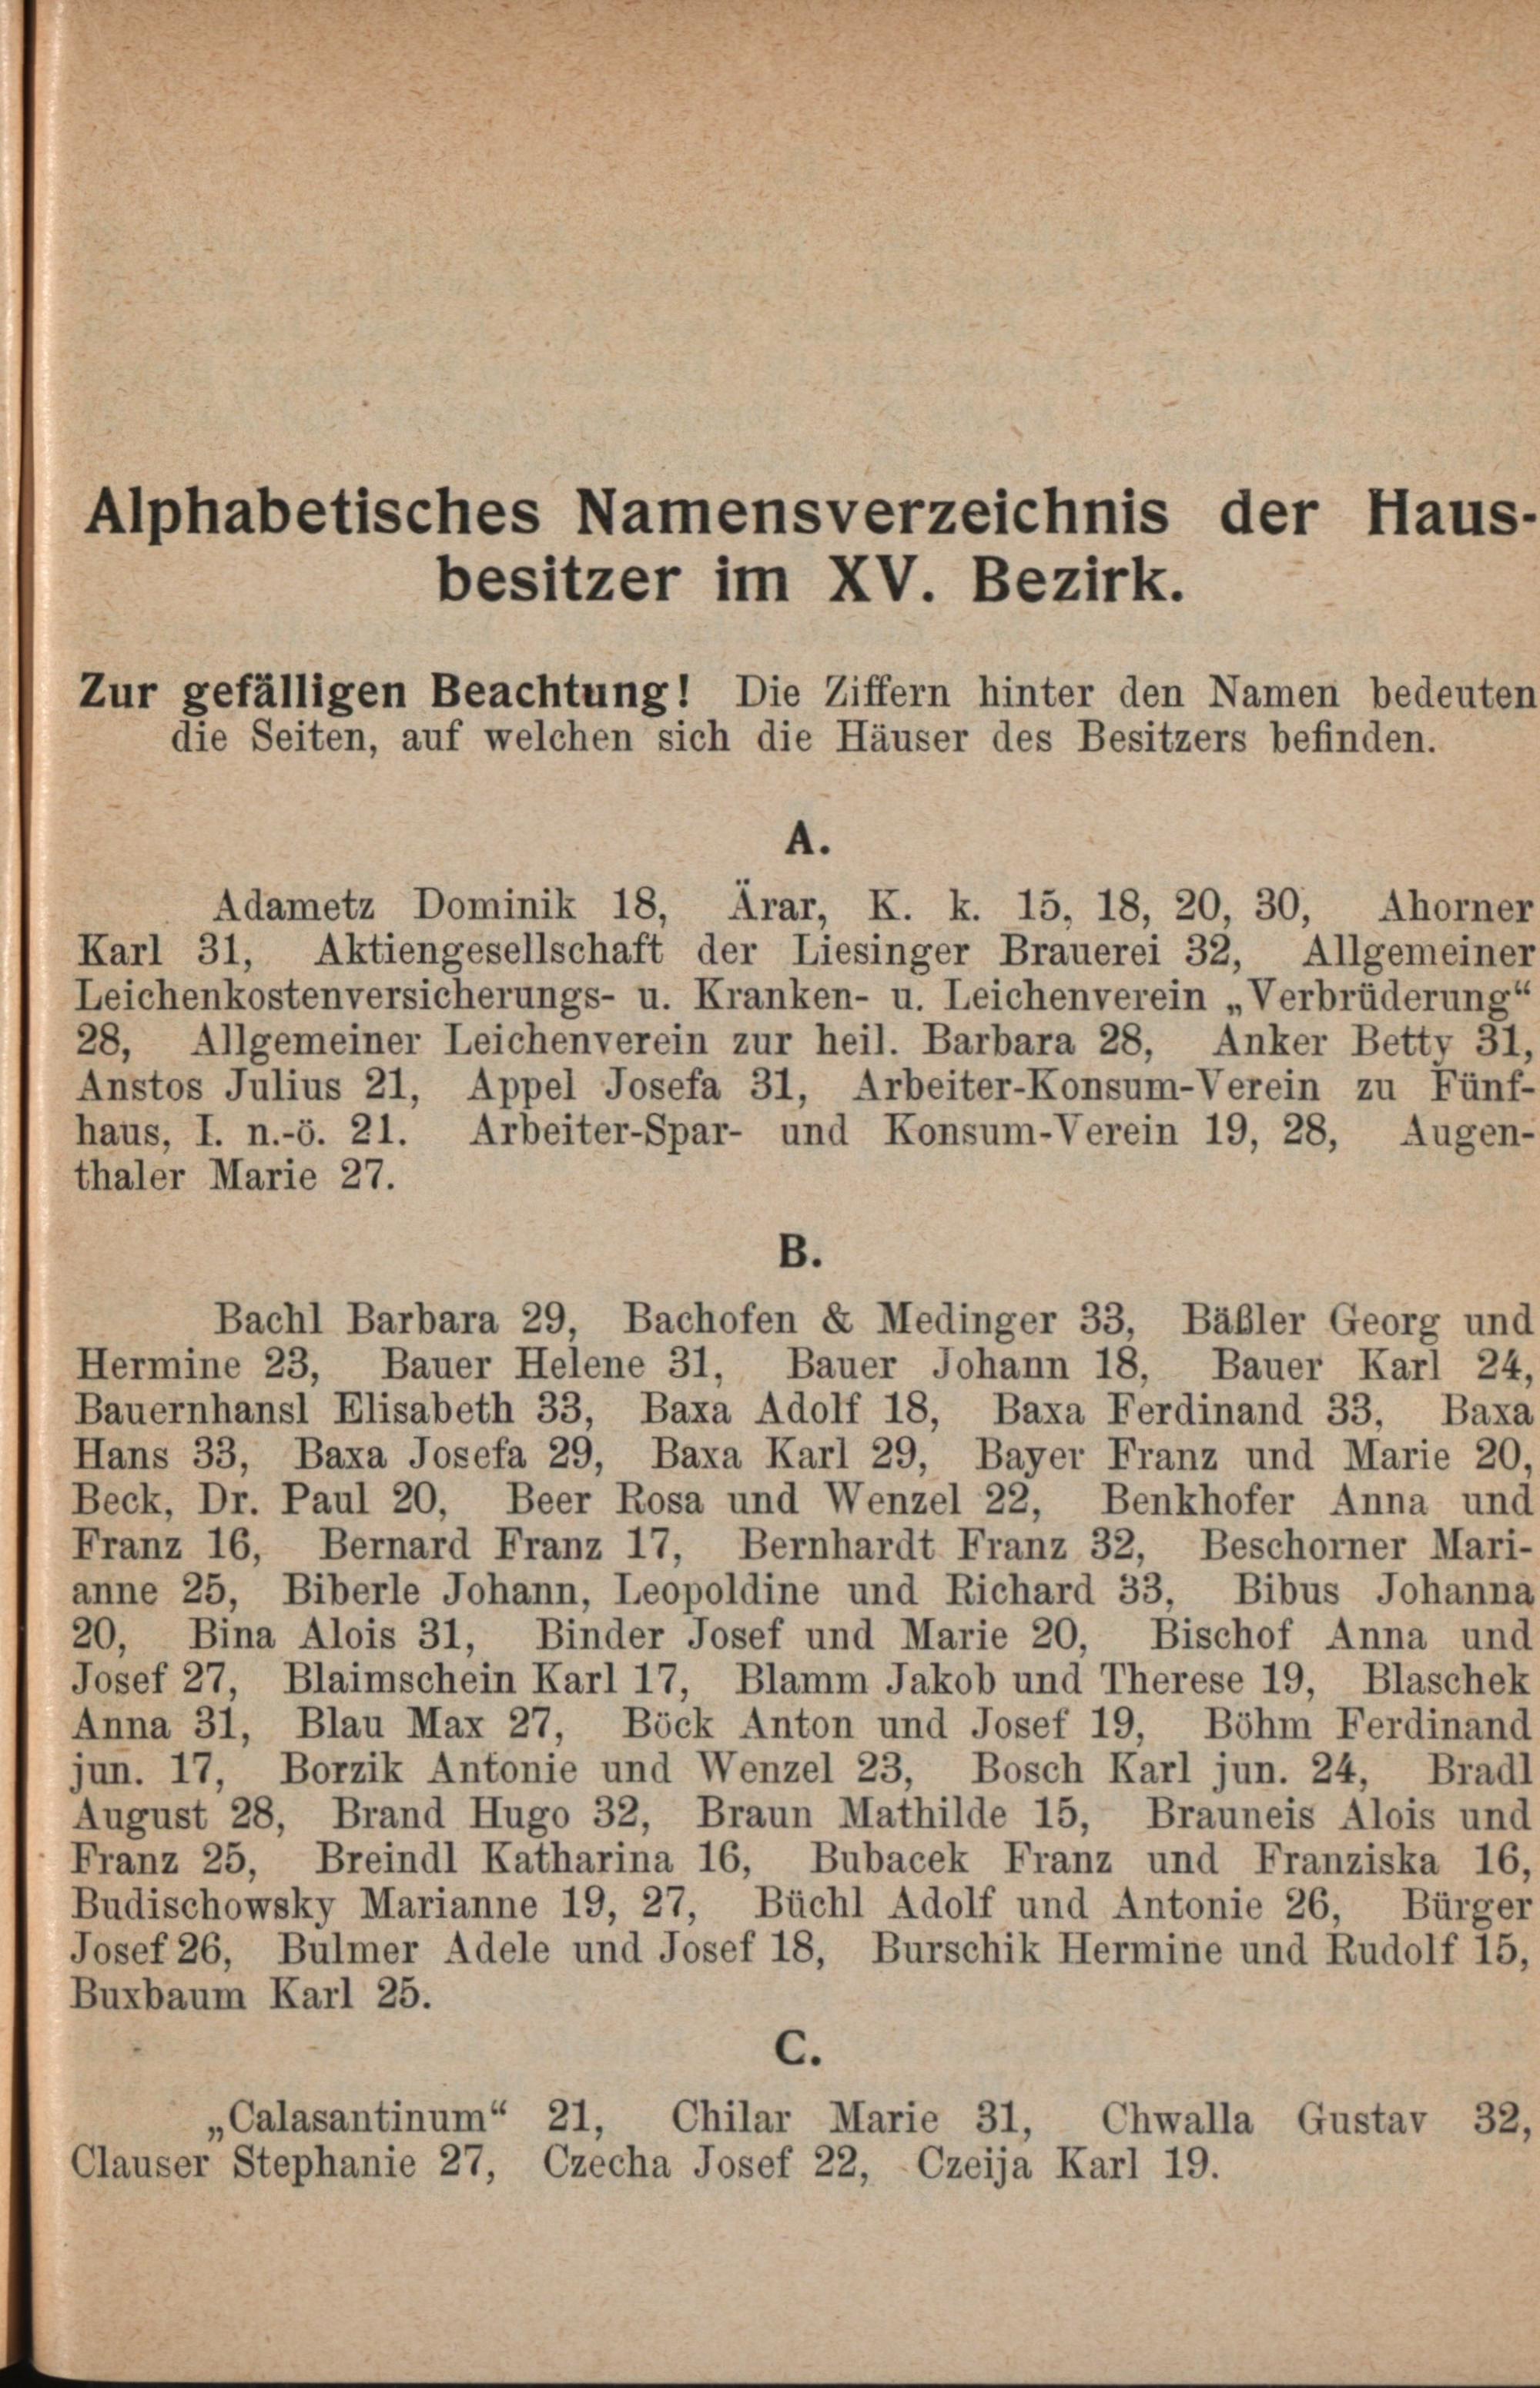 Alphabetisches Namensverzeichnis der Haus-
besitzer im XV. Bezirk.
Zur gefälligen Beachtung! Die Ziffern hinter den Namen bedeuten
die Seiten, auf welchen sich die Häuser des Besitzers befinden.
A.
Adametz Dominik 18, Ärar, K. k. 15, 18, 20, 30, Ahorner
Karl 31, Aktiengesellschaft der Liesinger Brauerei 32, Allgemeiner
Leichenkostenversicherungs- u. Kranken- u. Leichenverein „Verbrüderung“
28, Allgemeiner Leichenverein zur heil. Barbara 28, Anker Betty 31,
Anstos Julius 21, Appel Josefa 31, Arbeiter-Konsum-Verein zu Fünf-
haus, I. n.-ö. 21. Arbeiter-Spar- und Konsum-Verein 19, 28, Augen-
thaler Marie 27.
B.
Bachl Barbara 29, Bachofen & Medinger 33, Bäßler Georg und
Hermine 23, Bauer Helene 31, Bauer Johann 18, Bauer Karl 24,
Bauernhansl Elisabeth 33, Baxa Adolf 18, Baxa Ferdinand 33, Baxa
Hans 33, Baxa Josefa 29, Baxa Karl 29, Bayer Franz und Marie 20,
Beck, Dr. Paul 20, Beer Rosa und Wenzel 22, Benkhofer Anna und
Franz 16, Bernard Franz 17, Bernhardt Franz 32, Beschorner Mari-
anne 25, Biberle Johann, Leopoldine und Richard 33, Bibus Johanna
20, Bina Alois 31, Binder Josef und Marie 20, Bischof Anna und
Josef 27, Blaimschein Karl 17, Blamm Jakob und Therese 19, Blaschek
Anna 31, Blau Max 27, Böck Anton und Josef 19, Böhm Ferdinand
jun. 17, Borzik Antonie und Wenzel 23, Bosch Karl jun. 24, Bradl
August 28, Brand Hugo 32, Braun Mathilde 15, Brauneis Alois und
Franz 25, Breindl Katharina 16, Bubacek Franz und Franziska 16,
Budischowsky Marianne 19, 27, Büchl Adolf und Antonie 26, Bürger
Josef 26, Bulmer Adele und Josef 18, Burschik Hermine und Rudolf 15,
Buxbaum Karl 25.
C.
„Calasantinum“ 21, Chilar Marie 31, Chwalla Gustav 32,
Clauser Stephanie 27, Czecha Josef 22, Czeija Karl 19.